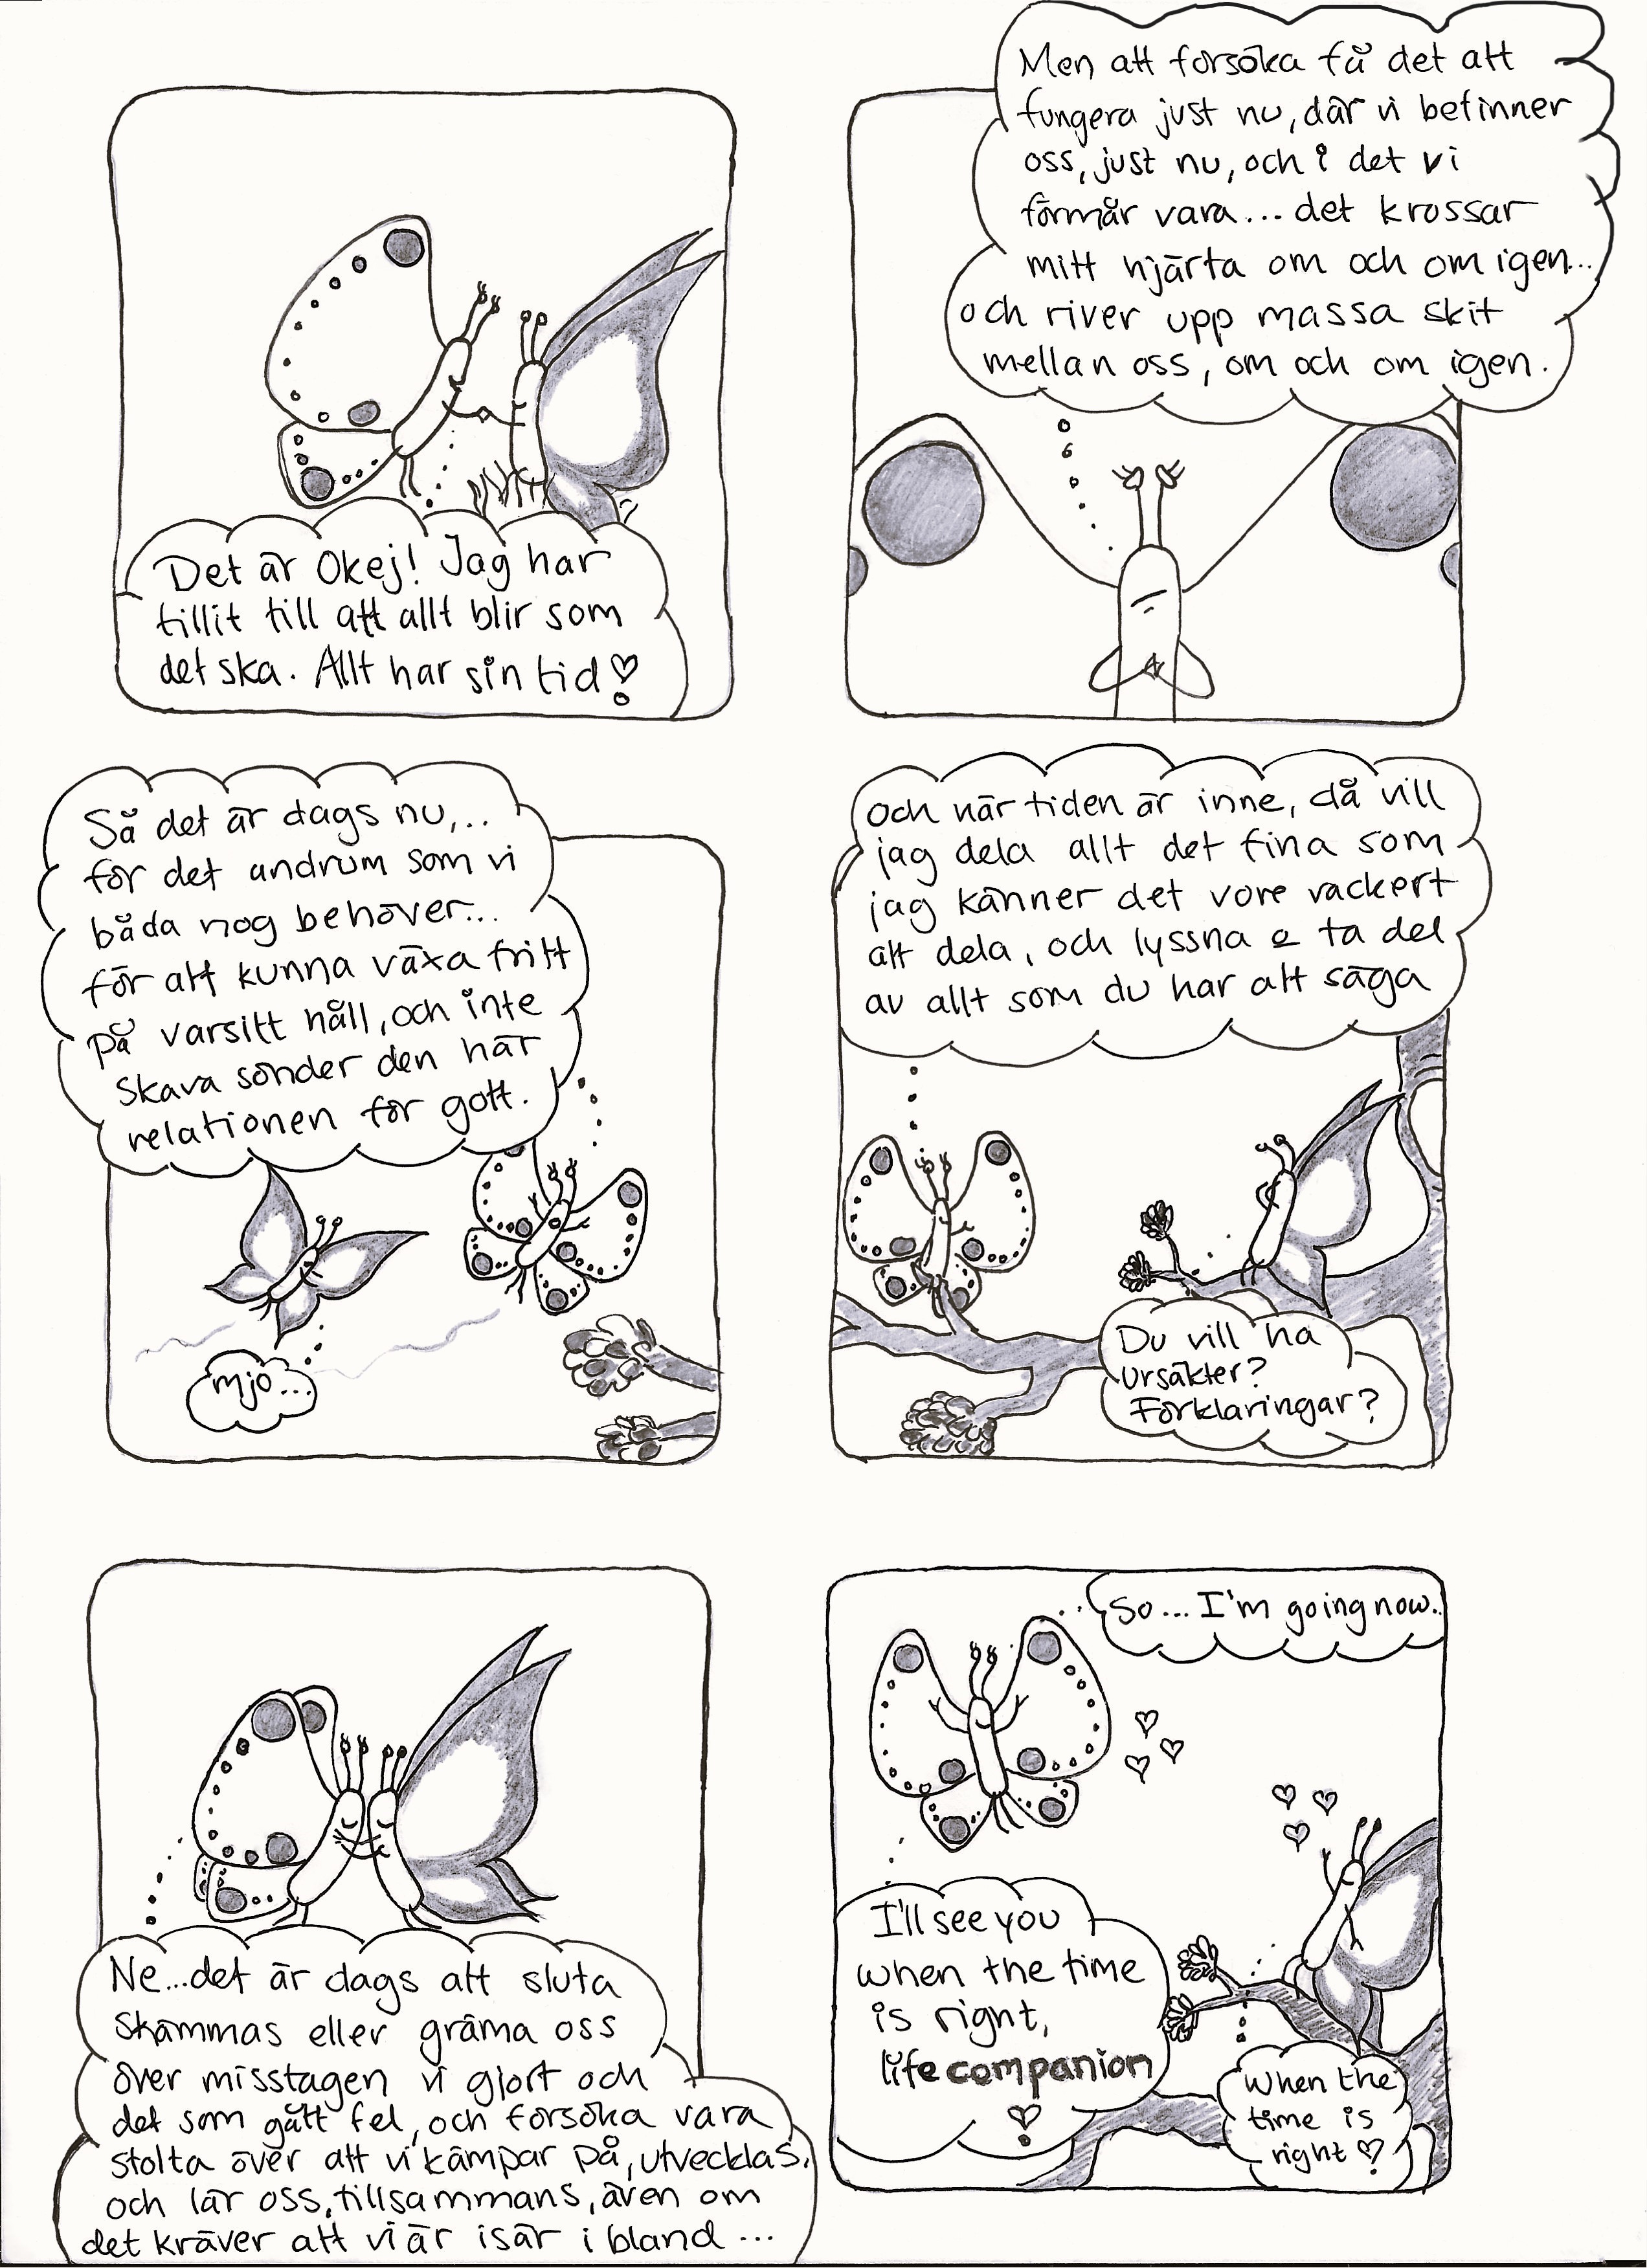 Det är Okej! Jag har
tillit till att allt blir som
det ska. Allt har sin tid
Men att försöka få det att
fungera just nu, där vi befinner
oss, just nu, och i det vi
förmår vara... det krossar
mitt hjärta om och om igen...
och river upp massa skit
mellan oss, om och om igen.
Så det är dags nu,..
för det andrum som vi
båda nog behöver...
för att kunna växa fritt
på varsitt håll, och inte
skava sönder den här
relationen för gott.
mjo...
Och när tiden är inne, då vill
jag dela allt det fina som
jag känner det vore vackert
att dela, och lyssna o ta del
av allt som du har att säga
Du vill ha
ursäkter?
Förklaringar?
Ne...det är dags att sluta
skämmas eller gräma oss
över misstagen vi gjort och
det som gått fel, och försöka vara
stolta över att vi kämpar på, utvecklas,
och lär oss, tillsammans, även om
det kräver att vi är isär i bland ...
So... I'm going now..
I'll see you
when the time
is right,
life companion
When the
time is
right